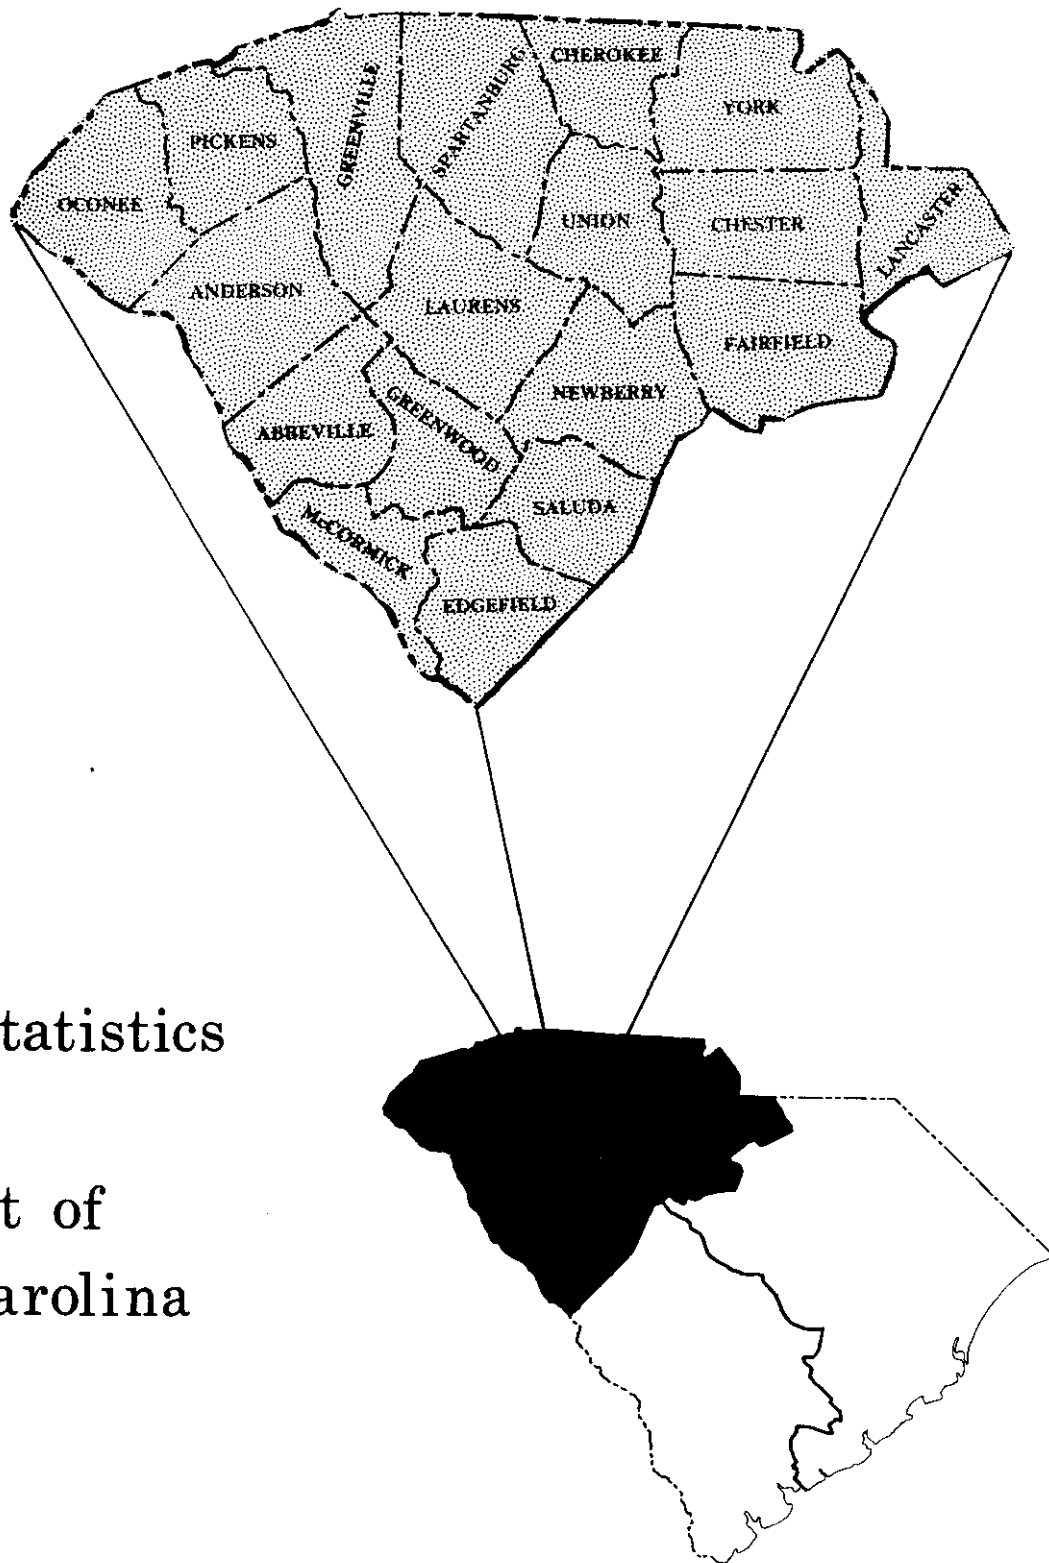 CHEROKEE
SPARTANBURG
GREENVILLE
YORK
PICKENS
OCONEE
UNION
CHESTER
LANCASTER
ANDERSON
LAURENS
FAIRFIELD
NEWBERRY
GREENWOOD
ABBEVILLE
SALUDA
McCORMICK
EDGEFIELD
tatistics
t of
arolina